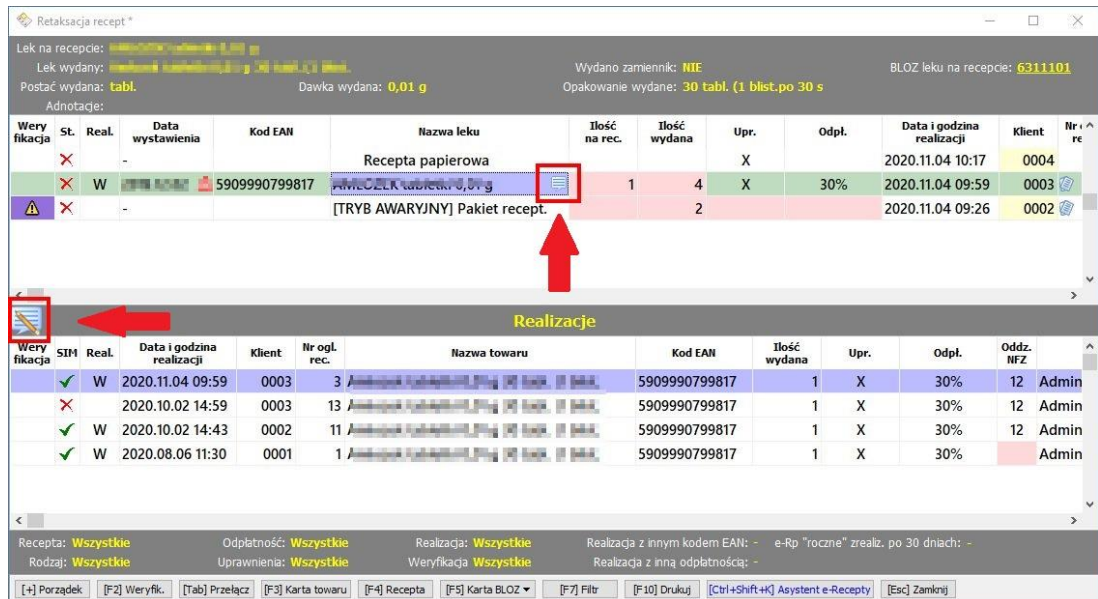 Retaksacja recept *
Lek na recepcie:
Lek wydany: Wydano zamiennik: NIE BLOZ leku na recepcie: 6311101
Postać wydana: tabl. Dawka wydana: 0,01 g Opakowanie wydane: 30 tabl. (1 blist.po 30 s
Adnotacje:
Wery fikacja St. Real. Data wystawienia Kod EAN Nazwa leku Ilość na rec. Ilość wydana Upr. Odpł. Data i godzina realizacji Klient Nr re
- Recepta papierowa X 2020.11.04 10:17 0004
W 5909990799817 1 4 X 30% 2020.11.04 09:59 0003
- [TRYB AWARYJNY] Pakiet recept. 2 2020.11.04 09:26 0002
Realizacje
Wery fikacja SIM Real. Data i godzina realizacji Klient Nr ogl. rec. Nazwa towaru Kod EAN Ilość wydana Upr. Odpł. Oddz. NFZ
W 2020.11.04 09:59 0003 3 5909990799817 1 X 30% 12 Admin
2020.10.02 14:59 0003 13 5909990799817 1 X 30% 12 Admin
W 2020.10.02 14:43 0002 11 5909990799817 1 X 30% 12 Admin
W 2020.08.06 11:30 0001 1 5909990799817 1 X 30% Admin
Recepta: Wszystkie Odpłatność: Wszystkie Realizacja: Wszystkie Realizacja z innym kodem EAN: - e-Rp "roczne" zrealiz. po 30 dniach: -
Rodzaj: Wszystkie Uprawnienia: Wszystkie Weryfikacja Wszystkie Realizacja z inną odpłatnością: -
[+] Porządek [F2] Weryfik. [Tab] Przełącz [F3] Karta towaru [F4] Recepta [F5] Karta BLOZ [F7] Filtr [F10] Drukuj [Ctrl+Shift+K] Asystent e-Recepty [Esc] Zamknij